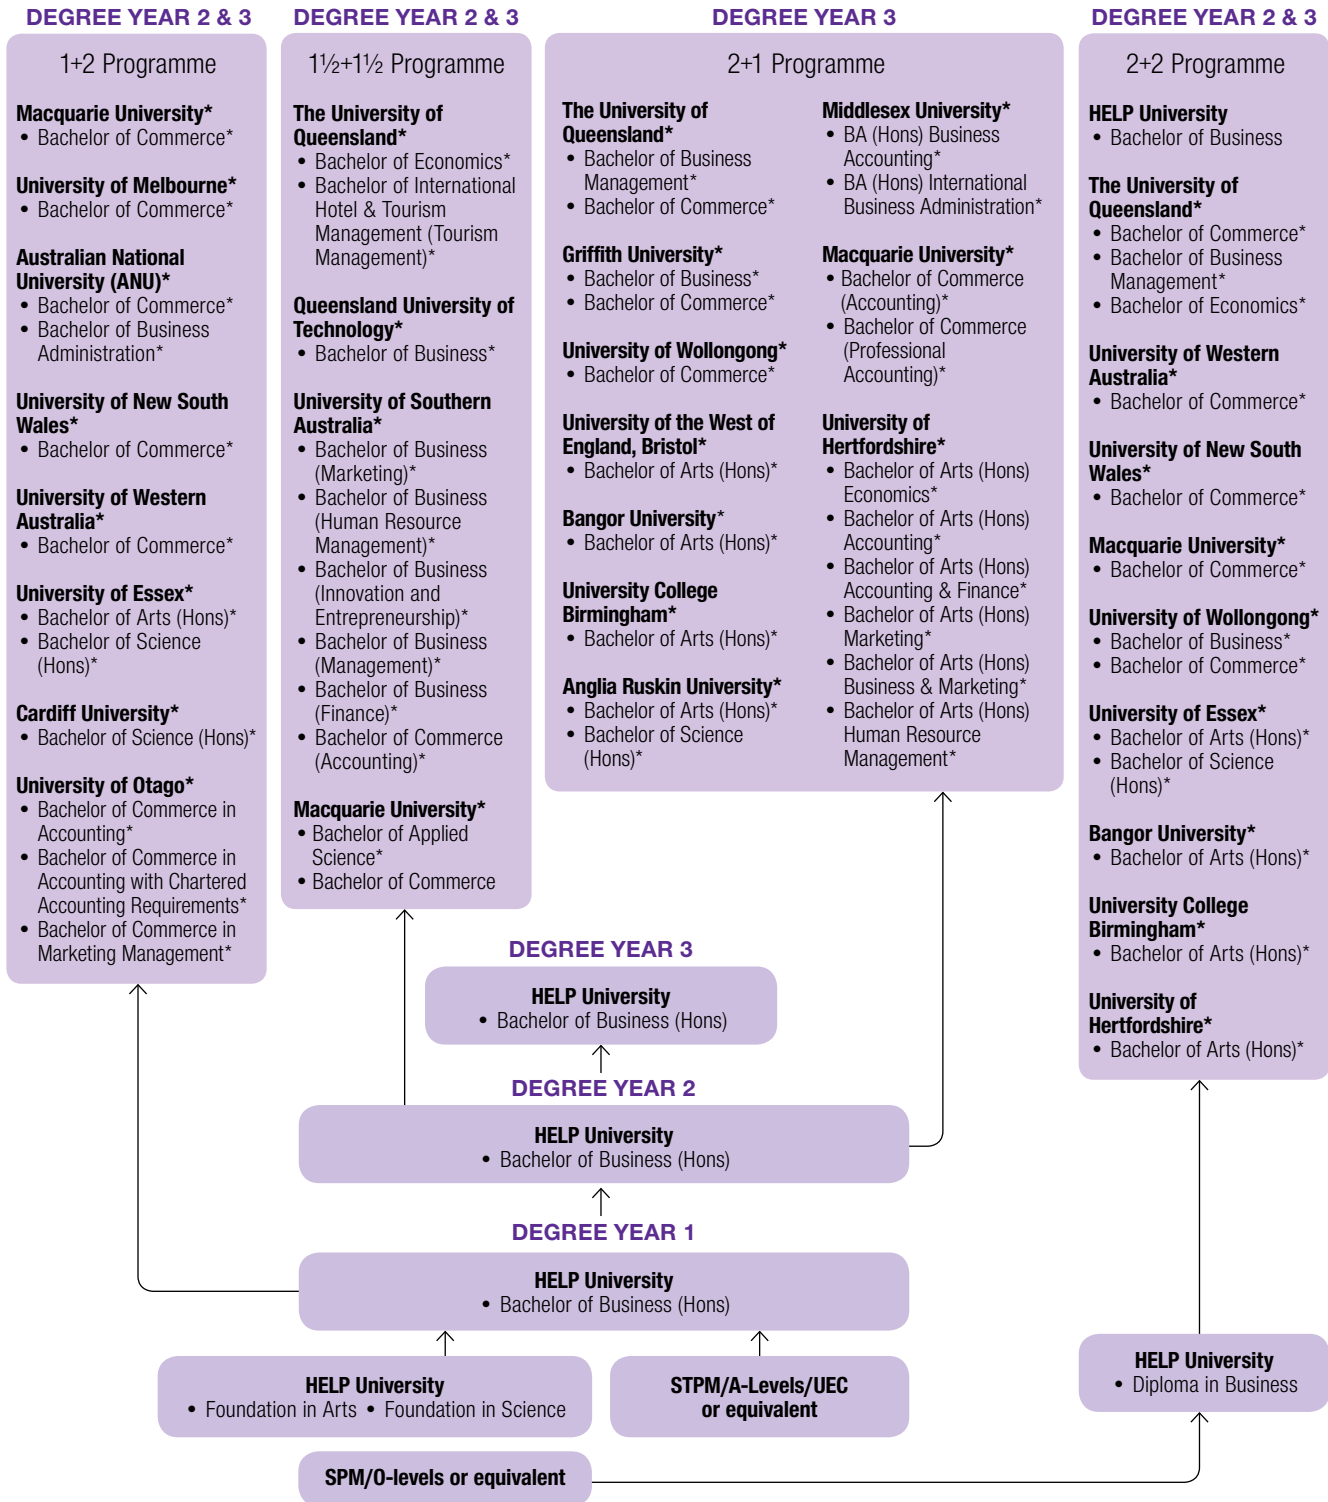 DEGREE YEAR 2 & 3
1+2 Programme
Macquarie University*
• Bachelor of Commerce*
University of Melbourne*
• Bachelor of Commerce*
Australian National
University (ANU)*
• Bachelor of Commerce*
• Bachelor of Business
Administration*
University of New South
Wales*
• Bachelor of Commerce*
University of Western
Australia*
• Bachelor of Commerce*
University of Essex*
• Bachelor of Arts (Hons)*
• Bachelor of Science
(Hons)*
Cardiff University*
• Bachelor of Science (Hons)*
University of Otago*
• Bachelor of Commerce in
Accounting*
• Bachelor of Commerce in
Accounting with Chartered
Accounting Requirements*
• Bachelor of Commerce in
Marketing Management*
DEGREE YEAR 2 & 3
1½+1½ Programme
The University of
Queensland*
• Bachelor of Economics*
• Bachelor of International
Hotel & Tourism
Management (Tourism
Management)*
Queensland University of
Technology*
• Bachelor of Business*
University of Southern
Australia*
• Bachelor of Business
(Marketing)*
• Bachelor of Business
(Human Resource
Management)*
• Bachelor of Business
(Innovation and
Entrepreneurship)*
• Bachelor of Business
(Management)*
• Bachelor of Business
(Finance)*
• Bachelor of Commerce
(Accounting)*
Macquarie University*
• Bachelor of Applied
Science*
• Bachelor of Commerce
DEGREE YEAR 3
2+1 Programme
The University of
Queensland*
• Bachelor of Business
Management*
• Bachelor of Commerce*
Griffith University*
• Bachelor of Business*
• Bachelor of Commerce*
University of Wollongong*
• Bachelor of Commerce*
University of the West of
England, Bristol*
• Bachelor of Arts (Hons)*
Bangor University*
• Bachelor of Arts (Hons)*
University College
Birmingham*
• Bachelor of Arts (Hons)*
Anglia Ruskin University*
• Bachelor of Arts (Hons)*
• Bachelor of Science
(Hons)*
Middlesex University*
• BA (Hons) Business
Accounting*
• BA (Hons) International
Business Administration*
Macquarie University*
• Bachelor of Commerce
(Accounting)*
• Bachelor of Commerce
(Professional
Accounting)*
University of
Hertfordshire*
• Bachelor of Arts (Hons)
Economics*
• Bachelor of Arts (Hons)
Accounting*
• Bachelor of Arts (Hons)
Accounting & Finance*
• Bachelor of Arts (Hons)
Marketing*
• Bachelor of Arts (Hons)
Business & Marketing*
• Bachelor of Arts (Hons)
Human Resource
Management*
DEGREE YEAR 2 & 3
2+2 Programme
HELP University
• Bachelor of Business
The University of
Queensland*
• Bachelor of Commerce*
• Bachelor of Business
Management*
• Bachelor of Economics*
University of Western
Australia*
• Bachelor of Commerce*
University of New South
Wales*
• Bachelor of Commerce*
Macquarie University*
• Bachelor of Commerce*
University of Wollongong*
• Bachelor of Business*
• Bachelor of Commerce*
University of Essex*
• Bachelor of Arts (Hons)*
• Bachelor of Science
(Hons)*
Bangor University*
• Bachelor of Arts (Hons)*
University College
Birmingham*
• Bachelor of Arts (Hons)*
University of
Hertfordshire*
• Bachelor of Arts (Hons)*
DEGREE YEAR 3
HELP University
• Bachelor of Business (Hons)
DEGREE YEAR 2
HELP University
• Bachelor of Business (Hons)
DEGREE YEAR 1
HELP University
• Bachelor of Business (Hons)
HELP University
• Foundation in Arts • Foundation in Science
STPM/A-Levels/UEC
or equivalent
HELP University
• Diploma in Business
SPM/O-levels or equivalent